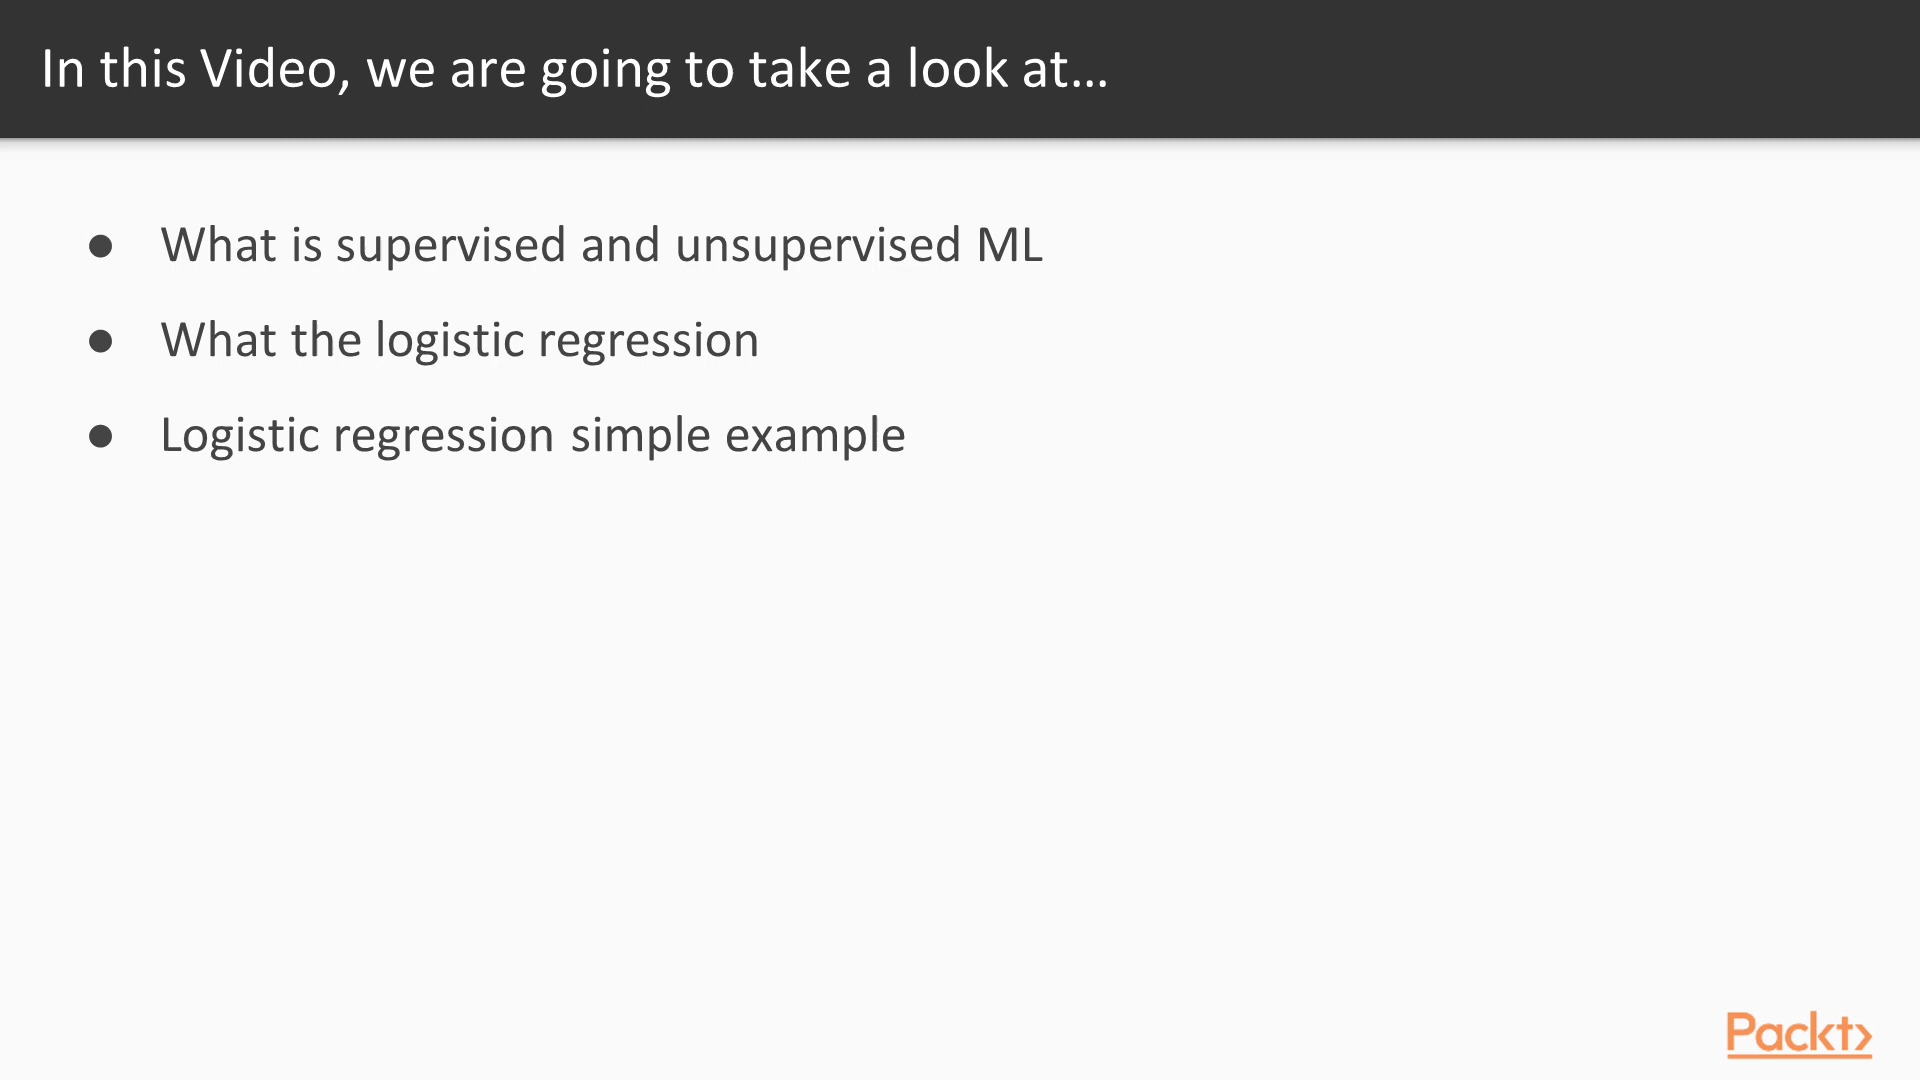 In this Video, we are going to take a look at…
● What is supervised and unsupervised ML
● What the logistic regression
● Logistic regression simple example
Packt>